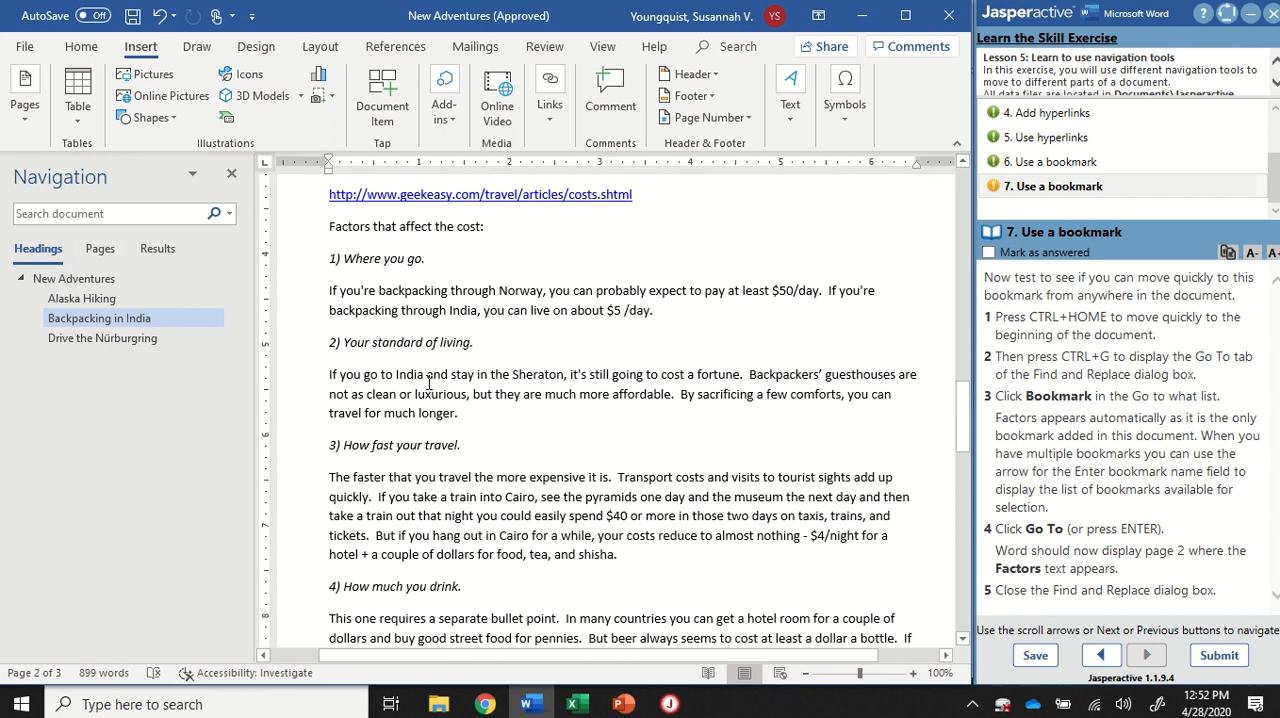 AutoSave Off New Adventures (Approved) Youngquist, Susannah V. YS
File Home Insert Draw Design Layout References Mailings Review View Help Search Share Comments
Pages Table Pictures Online Pictures Shapes Icons 3D Models Document Item Add-ins Online Video Links Comment Header Footer Page Number Text Symbols
Tables Illustrations Tap Media Comments Header & Footer
Navigation
Search document
Headings Pages Results
New Adventures
Alaska Hiking
Backpacking in India
Drive the Nürburgring
http://www.geekeasy.com/travel/articles/costs.shtml
Factors that affect the cost:
1) Where you go.
If you're backpacking through Norway, you can probably expect to pay at least $50/day.  If you're
backpacking through India, you can live on about $5 /day.
2) Your standard of living.
If you go to India and stay in the Sheraton, it's still going to cost a fortune.  Backpackers’ guesthouses are
not as clean or luxurious, but they are much more affordable.  By sacrificing a few comforts, you can
travel for much longer.
3) How fast your travel.
The faster that you travel the more expensive it is.  Transport costs and visits to tourist sights add up
quickly.  If you take a train into Cairo, see the pyramids one day and the museum the next day and then
take a train out that night you could easily spend $40 or more in those two days on taxis, trains, and
tickets.  But if you hang out in Cairo for a while, your costs reduce to almost nothing - $4/night for a
hotel + a couple of dollars for food, tea, and shisha.
4) How much you drink.
This one requires a separate bullet point.  In many countries you can get a hotel room for a couple of
dollars and buy good street food for pennies.  But beer always seems to cost at least a dollar a bottle.  If
Page 2 of 3 899 words Accessibility: Investigate 100%
Jasperactive Microsoft Word
Learn the Skill Exercise
Lesson 5: Learn to use navigation tools
In this exercise, you will use different navigation tools to
move to different parts of a document.
All data files are located in Documents\Jasperactive
4. Add hyperlinks
5. Use hyperlinks
6. Use a bookmark
7. Use a bookmark
7. Use a bookmark
Mark as answered A- A+
Now test to see if you can move quickly to this
bookmark from anywhere in the document.
1 Press CTRL+HOME to move quickly to the
beginning of the document.
2 Then press CTRL+G to display the Go To tab
of the Find and Replace dialog box.
3 Click Bookmark in the Go to what list.
Factors appears automatically as it is the only
bookmark added in this document. When you
have multiple bookmarks you can use the
arrow for the Enter bookmark name field to
display the list of bookmarks available for
selection.
4 Click Go To (or press ENTER).
Word should now display page 2 where the
Factors text appears.
5 Close the Find and Replace dialog box.
Use the scroll arrows or Next or Previous buttons to navigate
Save Submit
Jasperactive 1.1.9.4
Type here to search
12:52 PM
4/28/2020